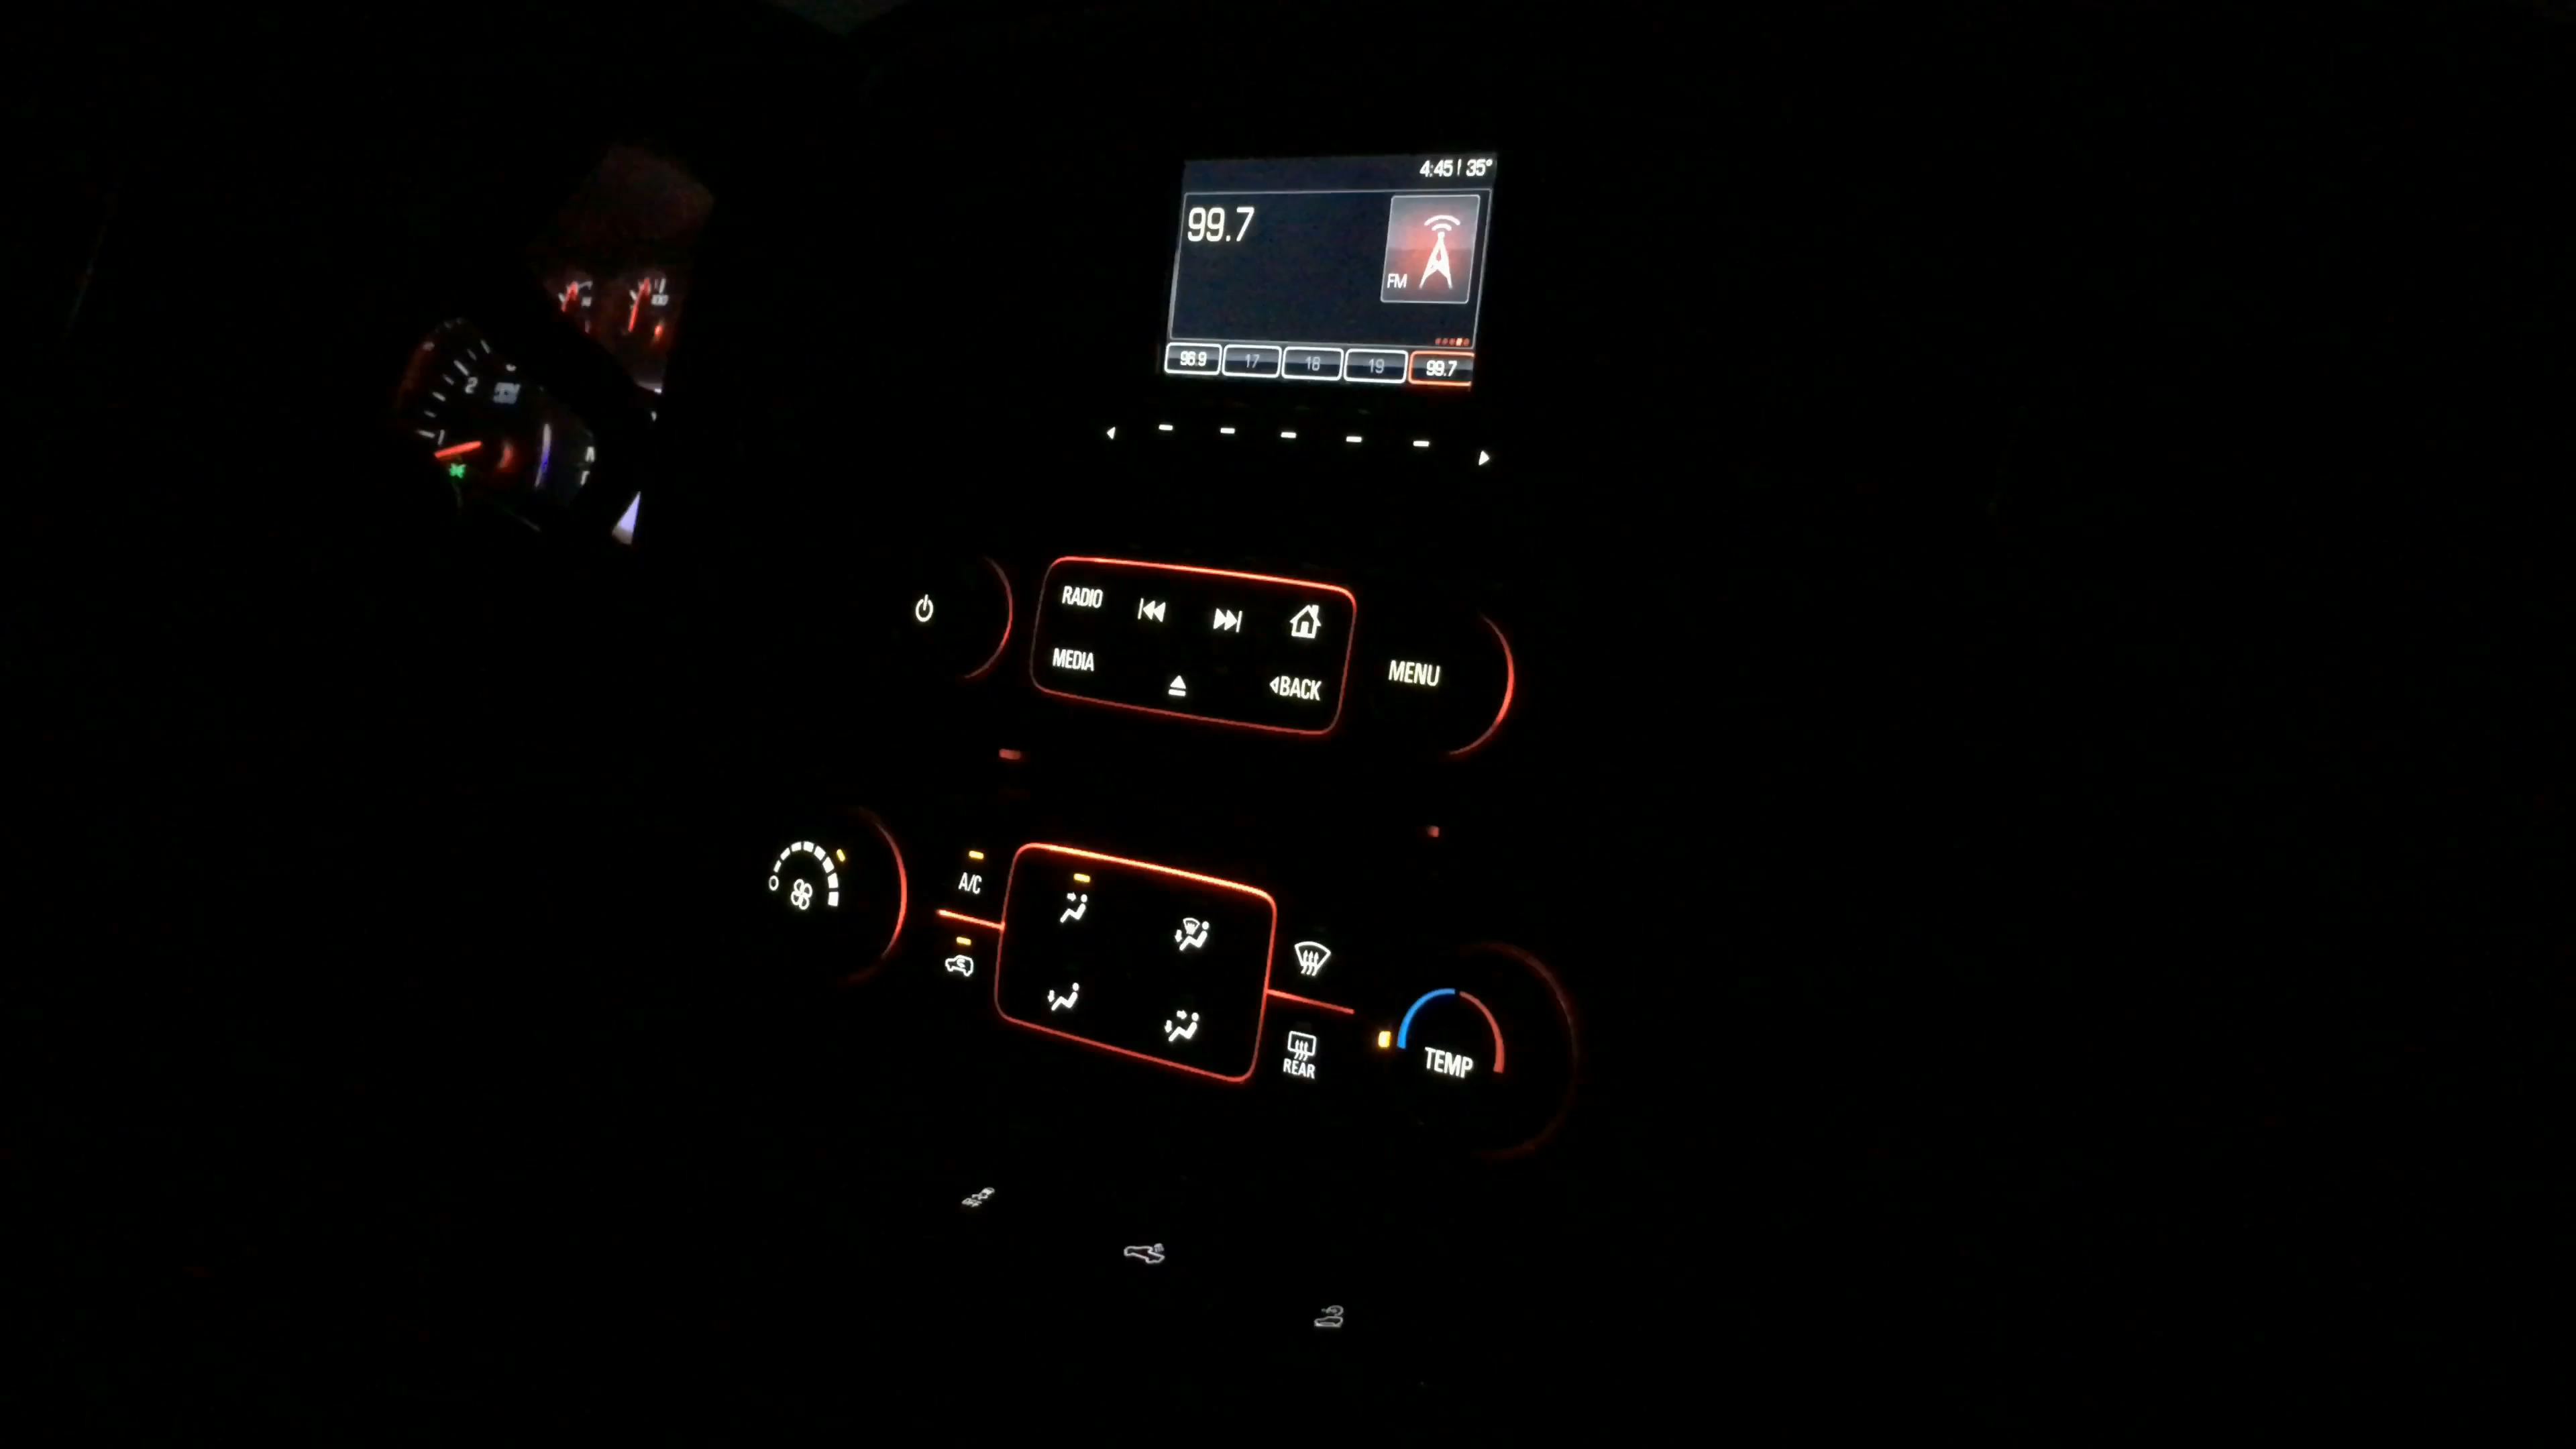 4:45 | 35°
99.7
FM
96.9 17 18 19 99.7
2
RADIO
MEDIA
BACK
MENU
A/C
REAR
TEMP